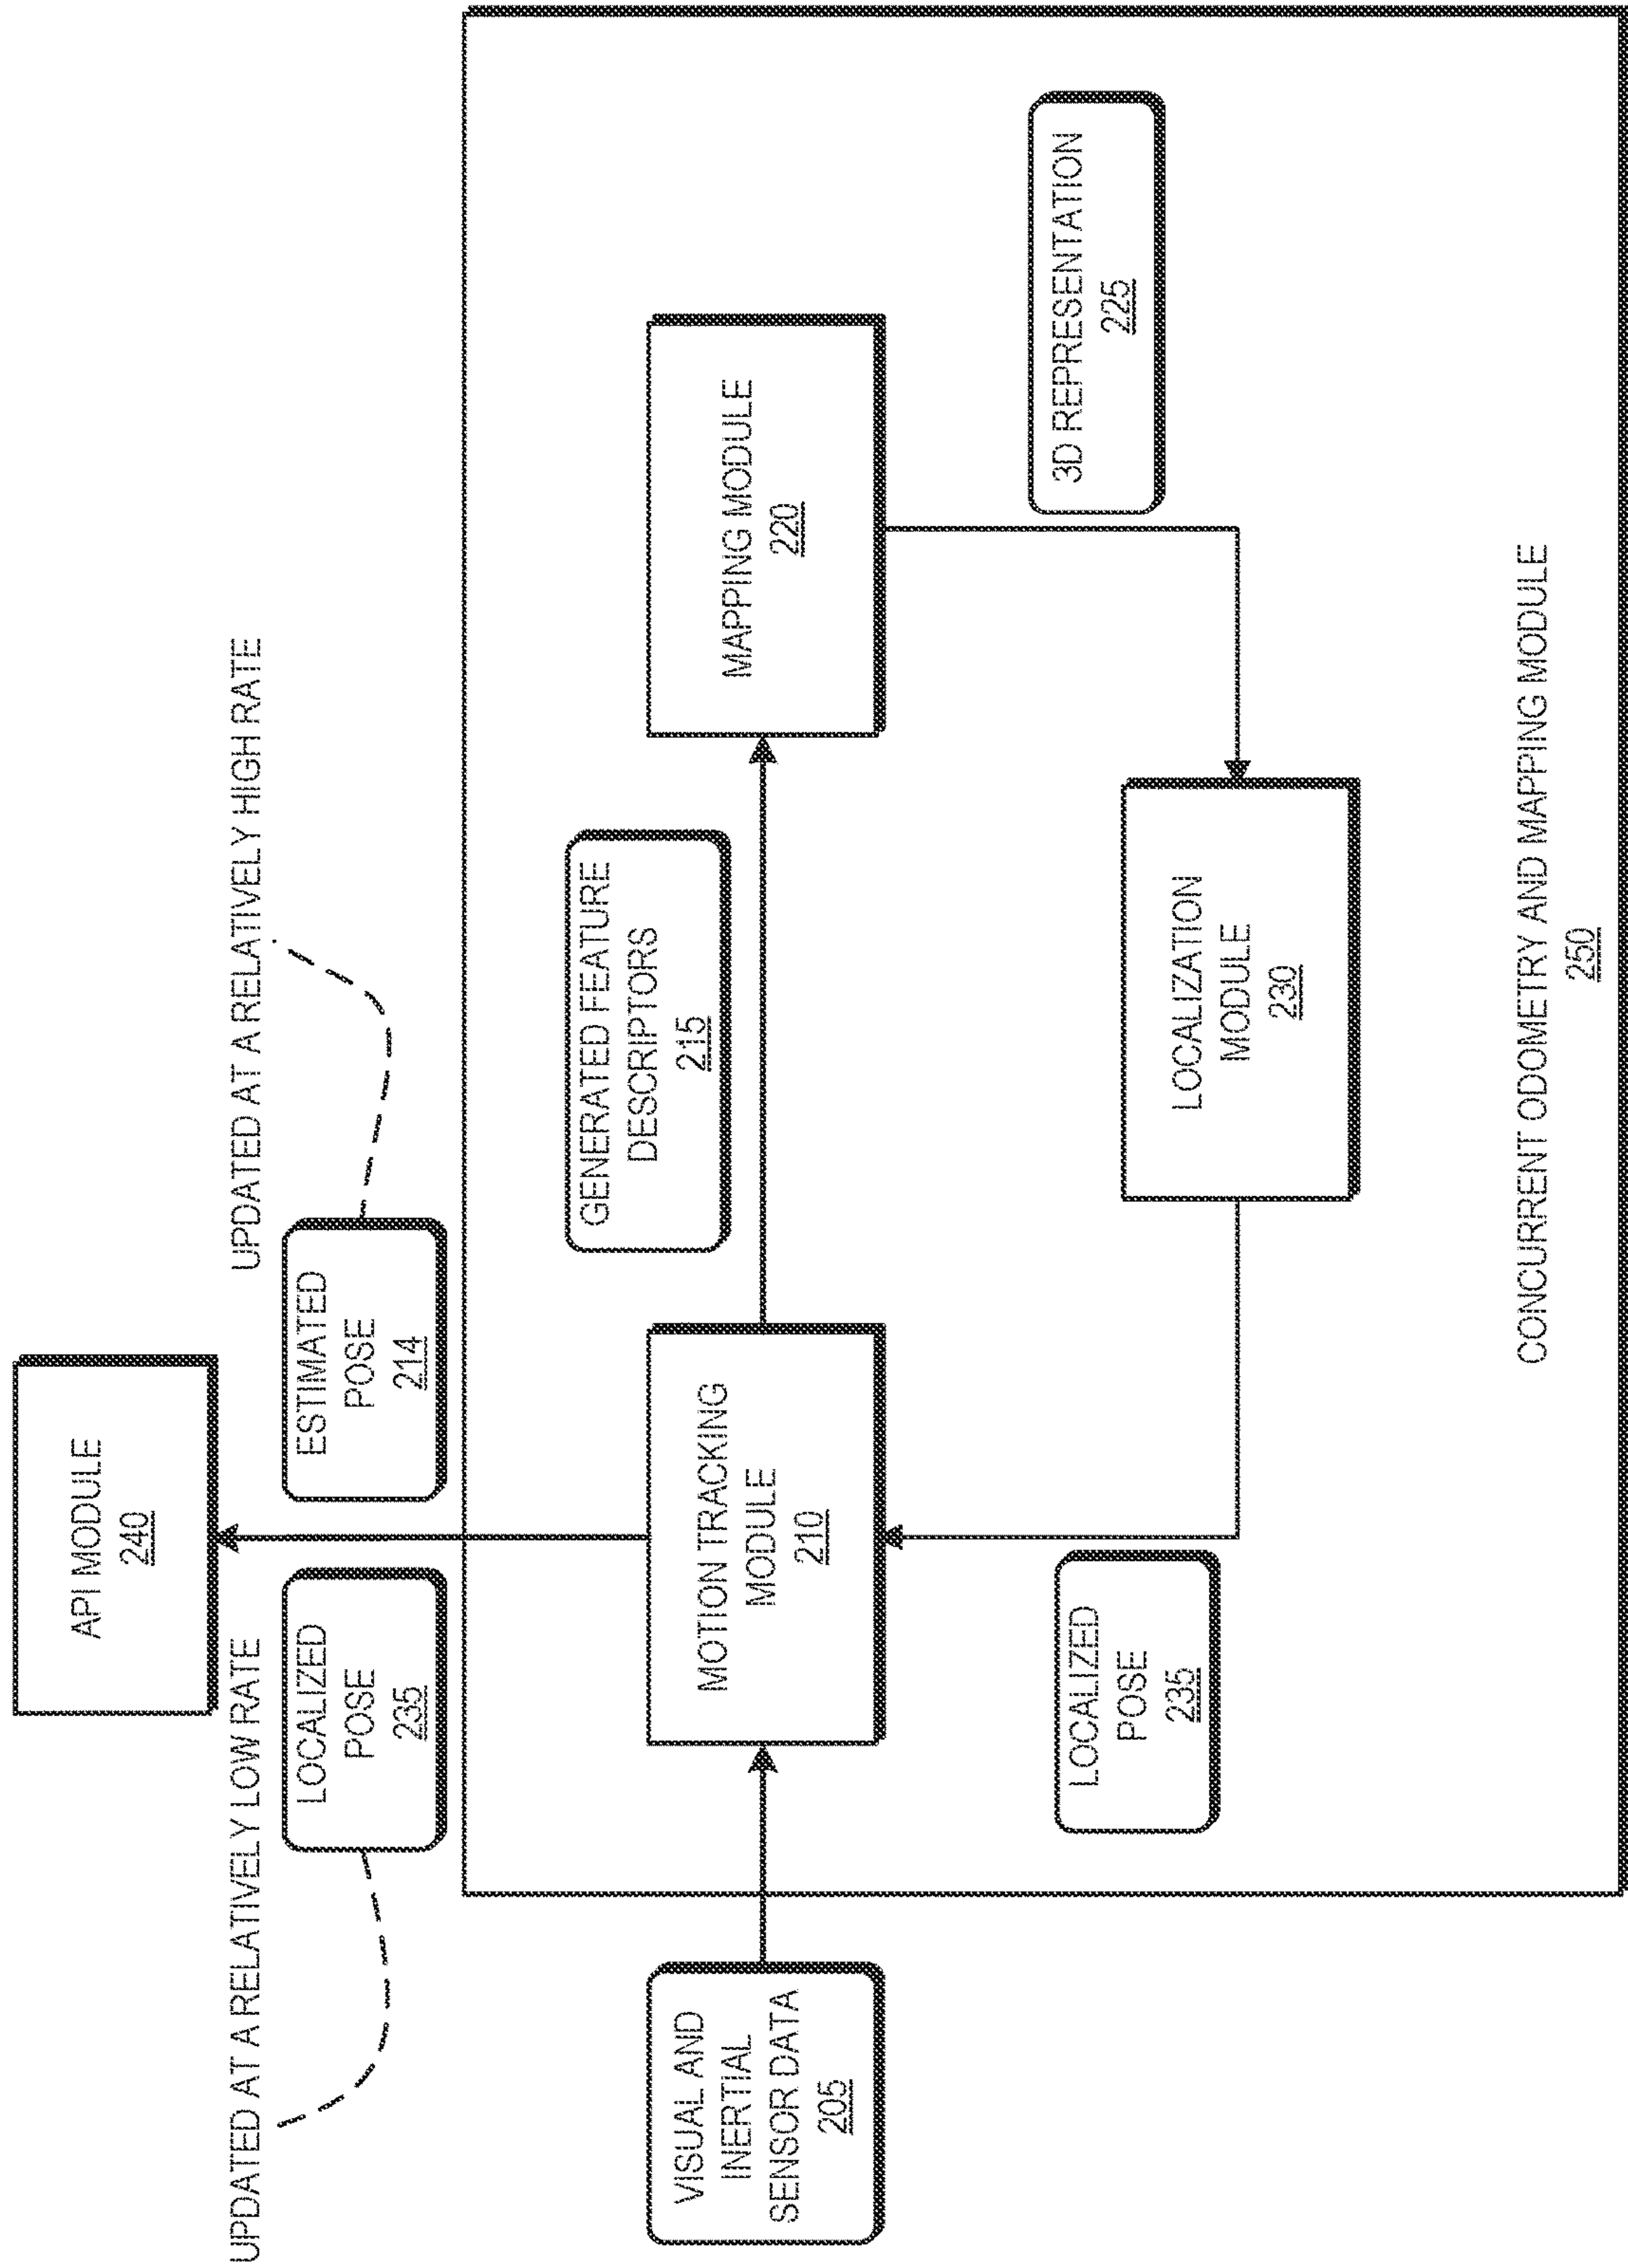 API MODULE
240
UPDATED AT A RELATIVELY LOW RATE
UPDATED AT A RELATIVELY HIGH RATE
LOCALIZED
POSE
235
ESTIMATED
POSE
214
VISUAL AND
INERTIAL
SENSOR DATA
205
MOTION TRACKING
MODULE
210
GENERATED FEATURE
DESCRIPTORS
215
MAPPING MODULE
220
LOCALIZED
POSE
235
LOCALIZATION
MODULE
230
3D REPRESENTATION
225
CONCURRENT ODOMETRY AND MAPPING MODULE
250